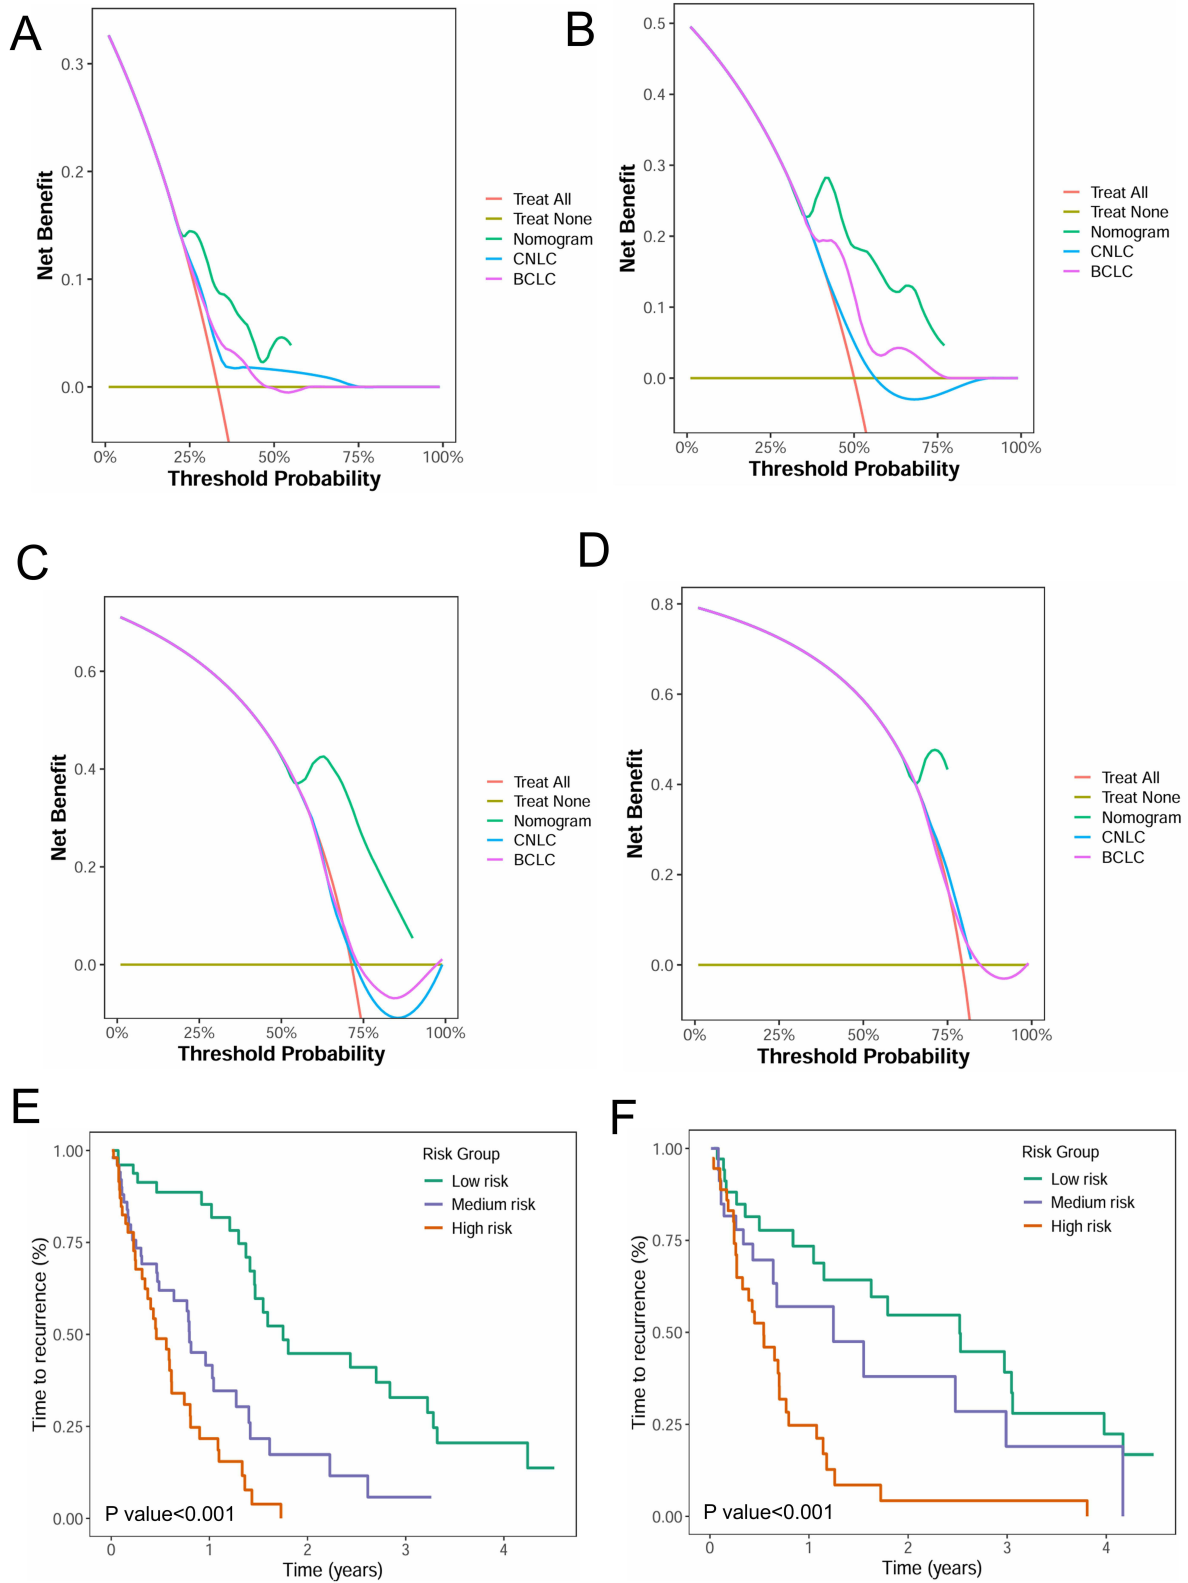 A
0.3
0.2
0.1
0.0
Net Benefit
0%
25%
50%
75%
100%
Threshold Probability
Treat All
Treat None
Nomogram
CNLC
BCLC
B
0.5
0.4
0.3
0.2
0.1
0.0
Net Benefit
0%
25%
50%
75%
100%
Threshold Probability
Treat All
Treat None
Nomogram
CNLC
BCLC
C
0.6
0.4
0.2
0.0
Net Benefit
0%
25%
50%
75%
100%
Threshold Probability
Treat All
Treat None
Nomogram
CNLC
BCLC
D
0.8
0.6
0.4
0.2
0.0
Net Benefit
0%
25%
50%
75%
100%
Threshold Probability
Treat All
Treat None
Nomogram
CNLC
BCLC
E
1.00
0.75
0.50
0.25
0.00
Time to recurrence (%)
Risk Group
Low risk
Medium risk
High risk
P value<0.001
0
1
2
3
4
Time (years)
F
1.00
0.75
0.50
0.25
0.00
Time to recurrence (%)
Risk Group
Low risk
Medium risk
High risk
P value<0.001
0
1
2
3
4
Time (years)